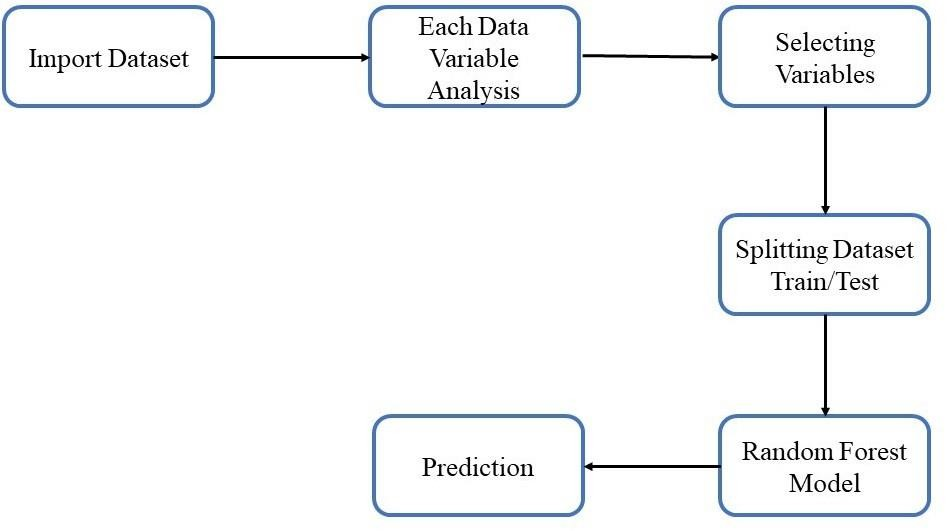 Import Dataset
Each Data
Variable
Analysis
Selecting
Variables
Splitting Dataset
Train/Test
Random Forest
Model
Prediction